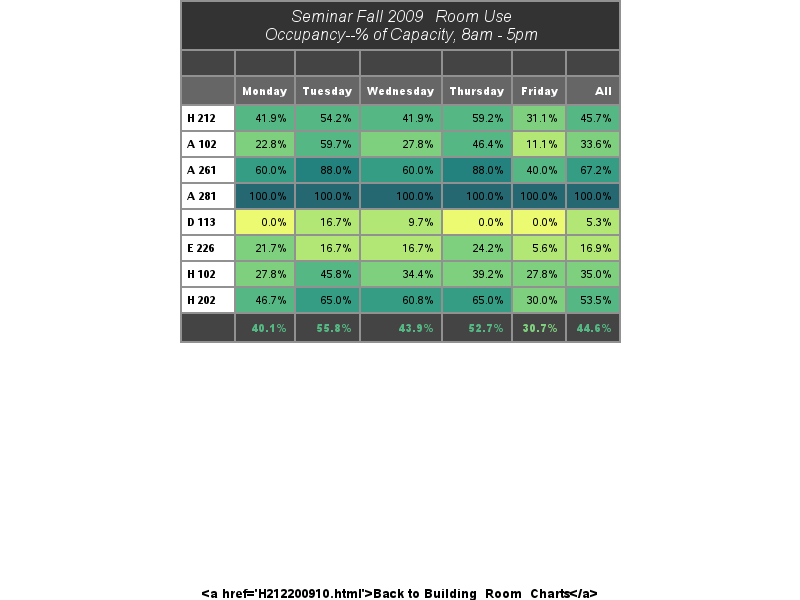 Seminar Fall 2009   Room Use
Occupancy--% of Capacity, 8am - 5pm
Monday Tuesday Wednesday Thursday Friday All
H 212 41.9% 54.2% 41.9% 59.2% 31.1% 45.7%
A 102 22.8% 59.7% 27.8% 46.4% 11.1% 33.6%
A 261 60.0% 88.0% 60.0% 88.0% 40.0% 67.2%
A 281 100.0% 100.0% 100.0% 100.0% 100.0% 100.0%
D 113 0.0% 16.7% 9.7% 0.0% 0.0% 5.3%
E 226 21.7% 16.7% 16.7% 24.2% 5.6% 16.9%
H 102 27.8% 45.8% 34.4% 39.2% 27.8% 35.0%
H 202 46.7% 65.0% 60.8% 65.0% 30.0% 53.5%
40.1% 55.8% 43.9% 52.7% 30.7% 44.6%
<a href='H212200910.html'>Back to Building  Room  Charts</a>